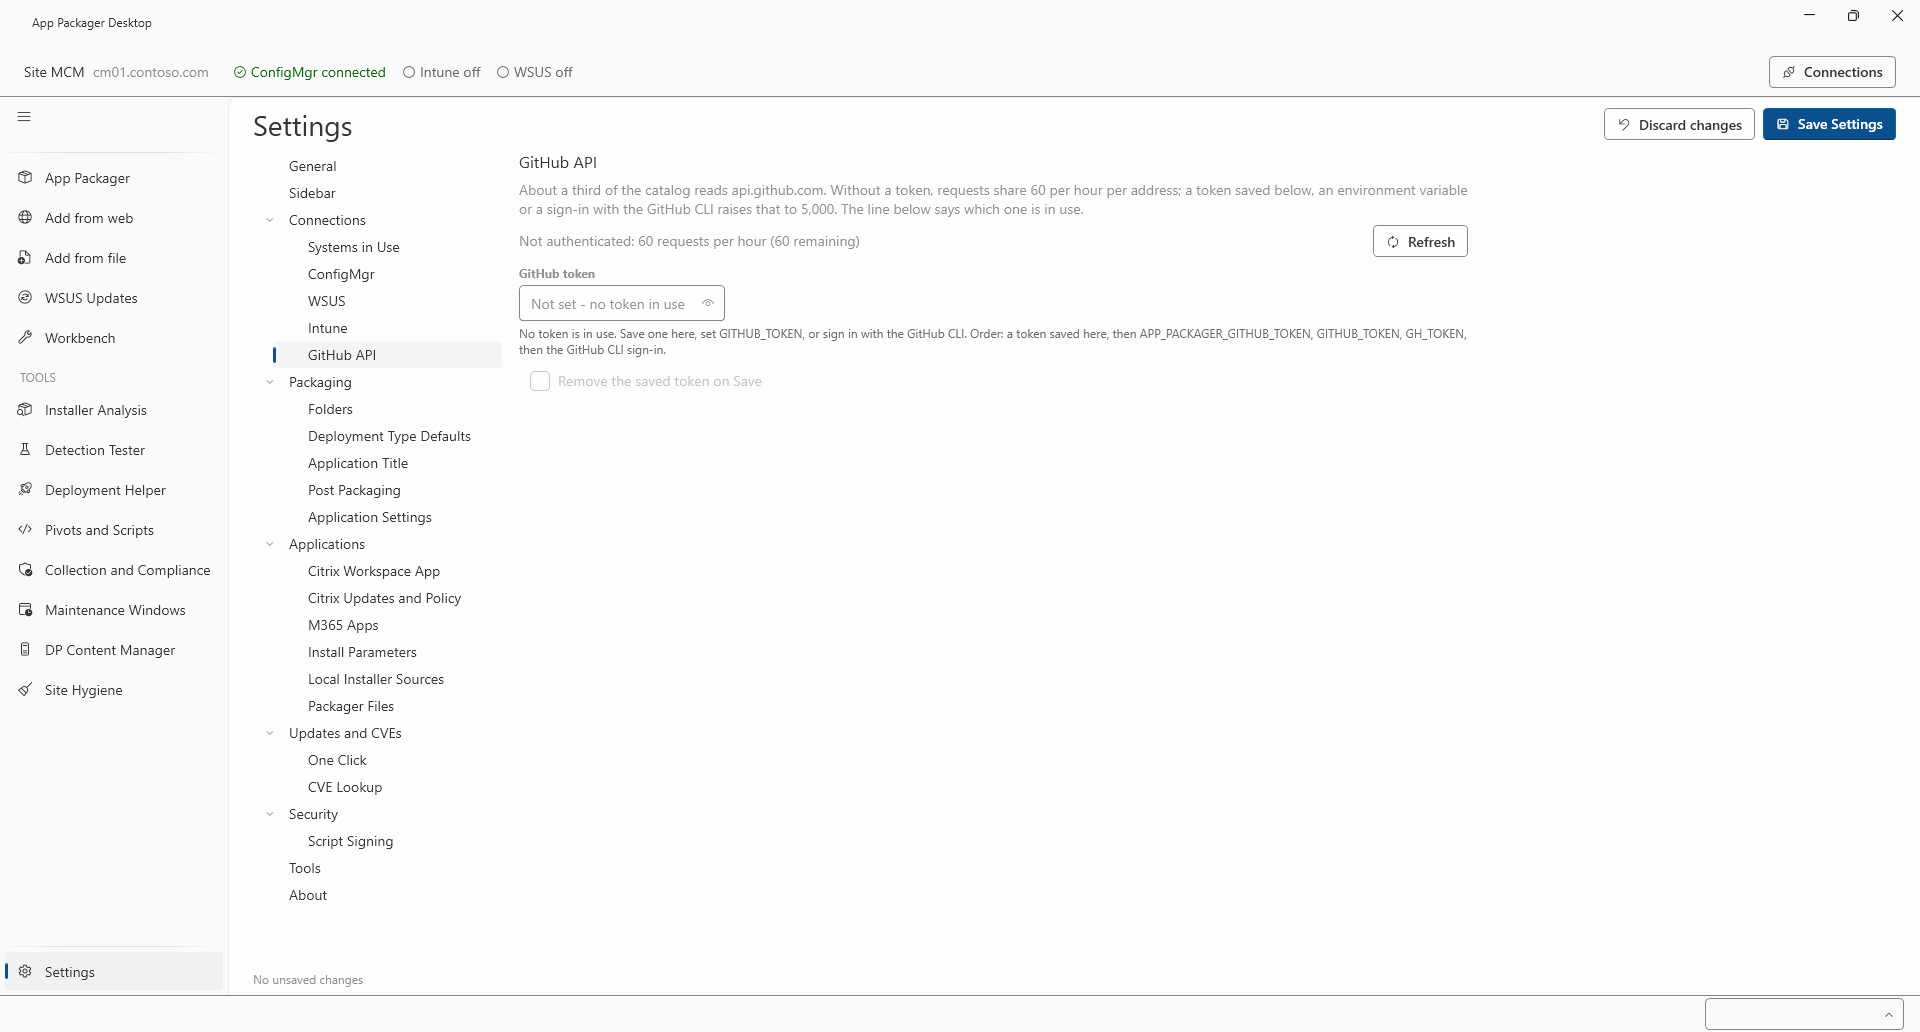 App Packager Desktop
Site MCM cm01.contoso.com ConfigMgr connected Intune off WSUS off
Connections
Settings
Discard changes
Save Settings
App Packager
Add from web
Add from file
WSUS Updates
Workbench
TOOLS
Installer Analysis
Detection Tester
Deployment Helper
Pivots and Scripts
Collection and Compliance
Maintenance Windows
DP Content Manager
Site Hygiene
Settings
General
Sidebar
Connections
Systems in Use
ConfigMgr
WSUS
Intune
GitHub API
Packaging
Folders
Deployment Type Defaults
Application Title
Post Packaging
Application Settings
Applications
Citrix Workspace App
Citrix Updates and Policy
M365 Apps
Install Parameters
Local Installer Sources
Packager Files
Updates and CVEs
One Click
CVE Lookup
Security
Script Signing
Tools
About
GitHub API
About a third of the catalog reads api.github.com. Without a token, requests share 60 per hour per address; a token saved below, an environment variable
or a sign-in with the GitHub CLI raises that to 5,000. The line below says which one is in use.
Not authenticated: 60 requests per hour (60 remaining)
Refresh
GitHub token
Not set - no token in use
No token is in use. Save one here, set GITHUB_TOKEN, or sign in with the GitHub CLI. Order: a token saved here, then APP_PACKAGER_GITHUB_TOKEN, GITHUB_TOKEN, GH_TOKEN,
then the GitHub CLI sign-in.
Remove the saved token on Save
No unsaved changes